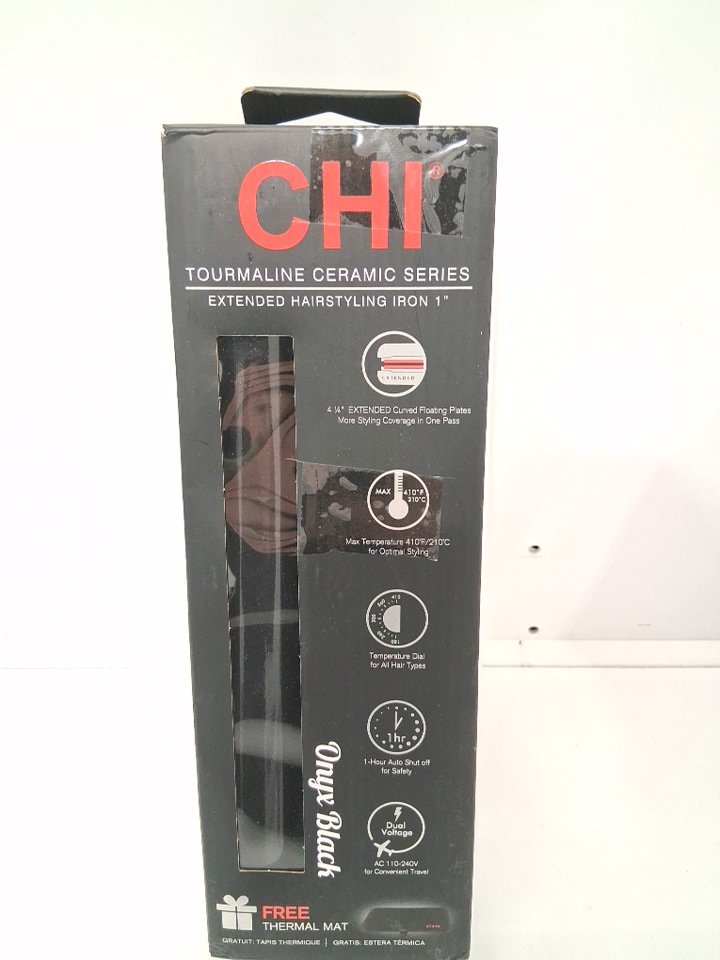 CHI®
TOURMALINE CERAMIC SERIES
EXTENDED HAIRSTYLING IRON 1"
EXTENDED
4 ¼" EXTENDED Curved Floating Plates
More Styling Coverage in One Pass
MAX 410°F
210°C
Max Temperature 410°F/210°C
for Optimal Styling
Temperature Dial
for All Hair Types
1hr
1-Hour Auto Shut off
for Safety
Onyx Black
Dual
Voltage
AC 110-240V
for Convenient Travel
FREE
THERMAL MAT
GRATUIT: TAPIS THERMIQUE | GRATIS: ESTERA TÉRMICA